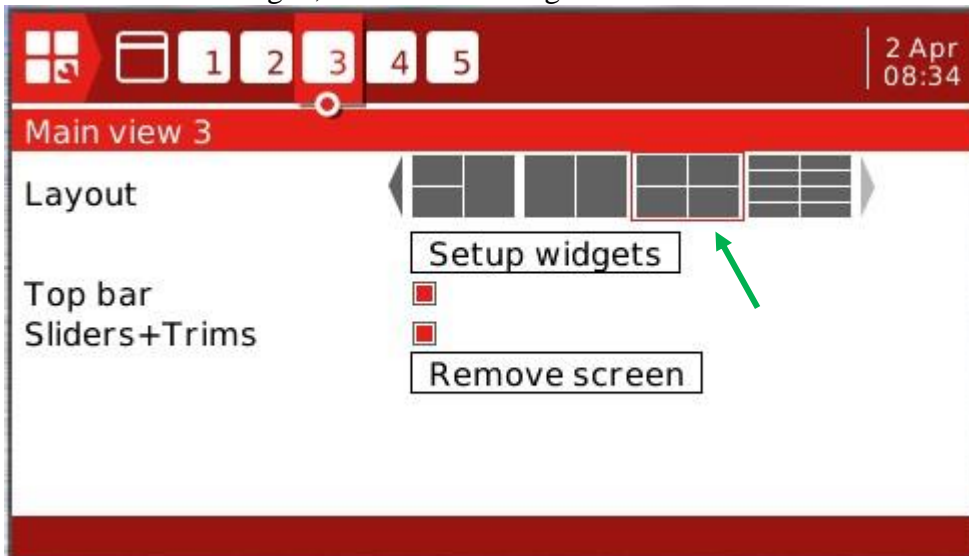 1 2 3 4 5
2 Apr
08:34
Main view 3
Layout
Setup widgets
Top bar
Sliders+Trims
Remove screen